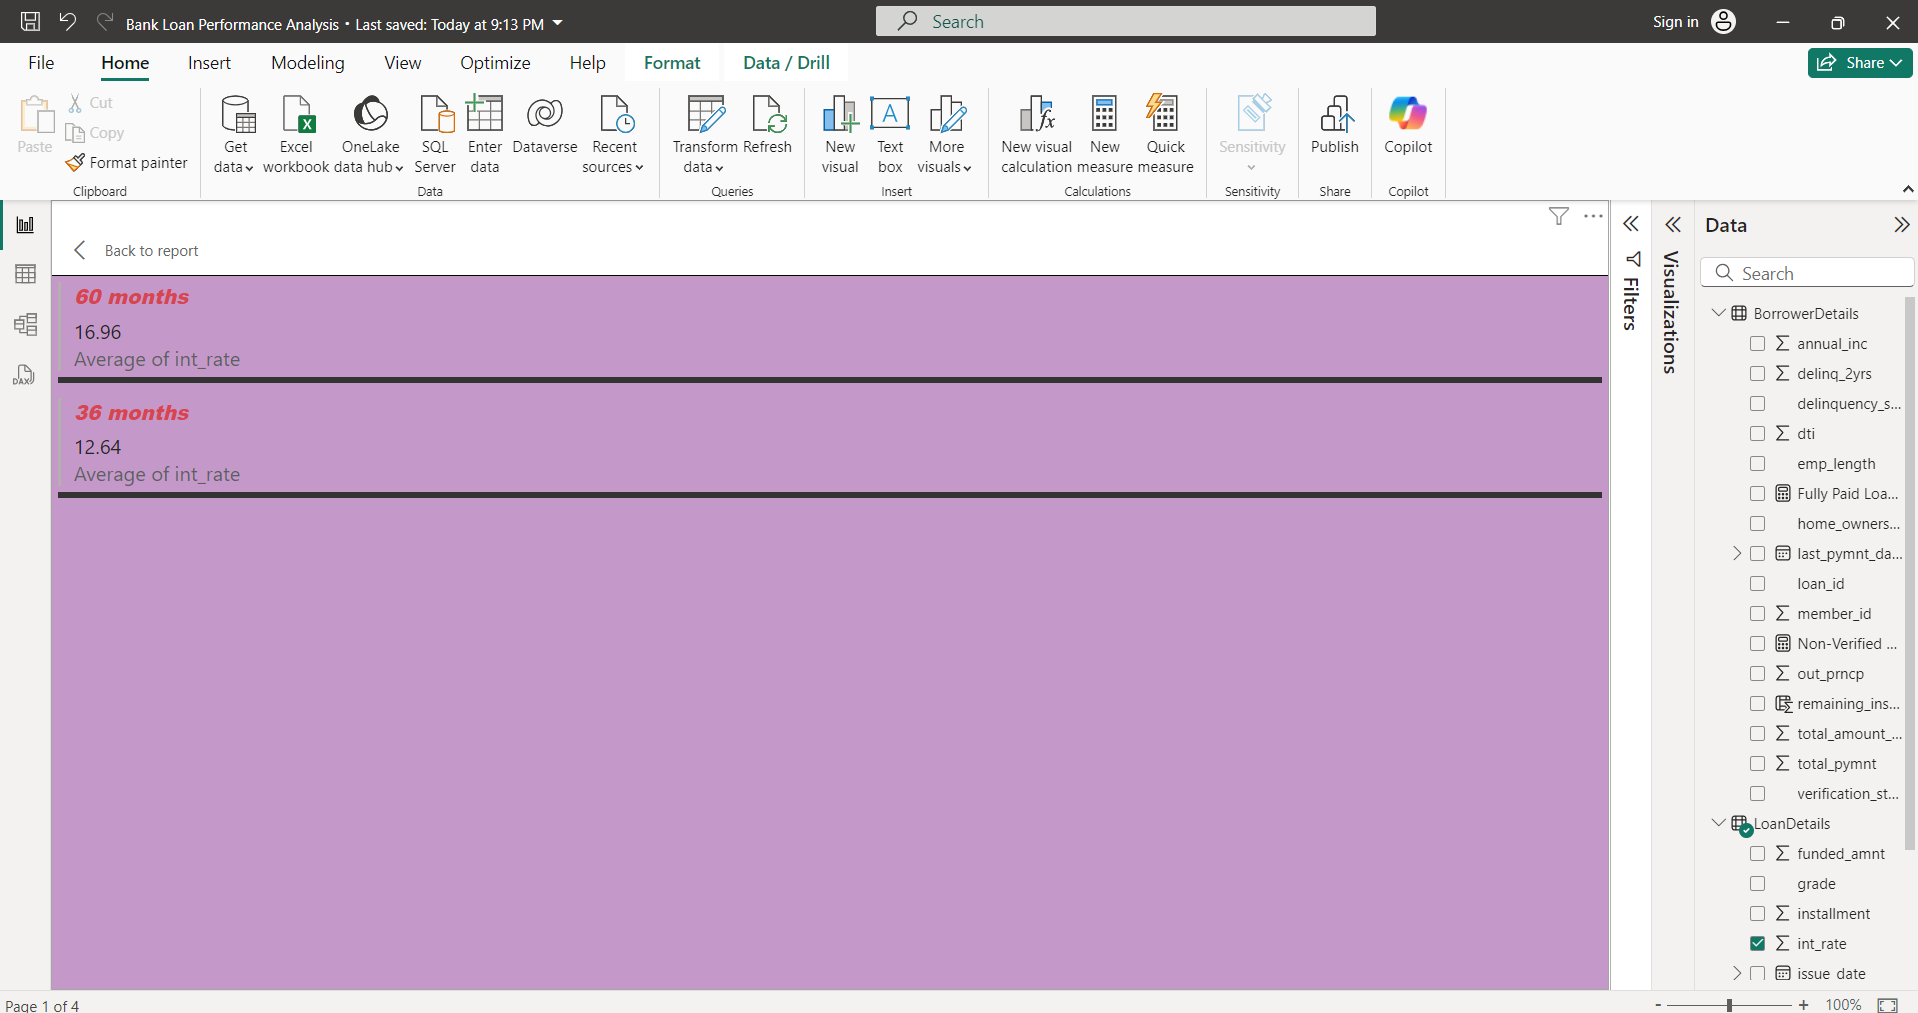 Bank Loan Performance Analysis • Last saved: Today at 9:13 PM
Search
Sign in
File
Home
Insert
Modeling
View
Optimize
Help
Format
Data / Drill
Share
Paste
Cut
Copy
Format painter
Clipboard
Get data
Excel workbook
OneLake data hub
SQL Server
Enter data
Dataverse
Recent sources
Data
Transform data
Refresh
Queries
New visual
Text box
More visuals
Insert
New visual calculation
New measure
Quick measure
Calculations
Sensitivity
Sensitivity
Publish
Share
Copilot
Copilot
Back to report
60 months
16.96
Average of int_rate
36 months
12.64
Average of int_rate
Filters
Visualizations
Data
Search
BorrowerDetails
annual_inc
delinq_2yrs
delinquency_s...
dti
emp_length
Fully Paid Loa...
home_owners...
last_pymnt_da...
loan_id
member_id
Non-Verified ...
out_prncp
remaining_ins...
total_amount_...
total_pymnt
verification_st...
LoanDetails
funded_amnt
grade
installment
int_rate
issue_date
DAX
Page 1 of 4
- + 100%